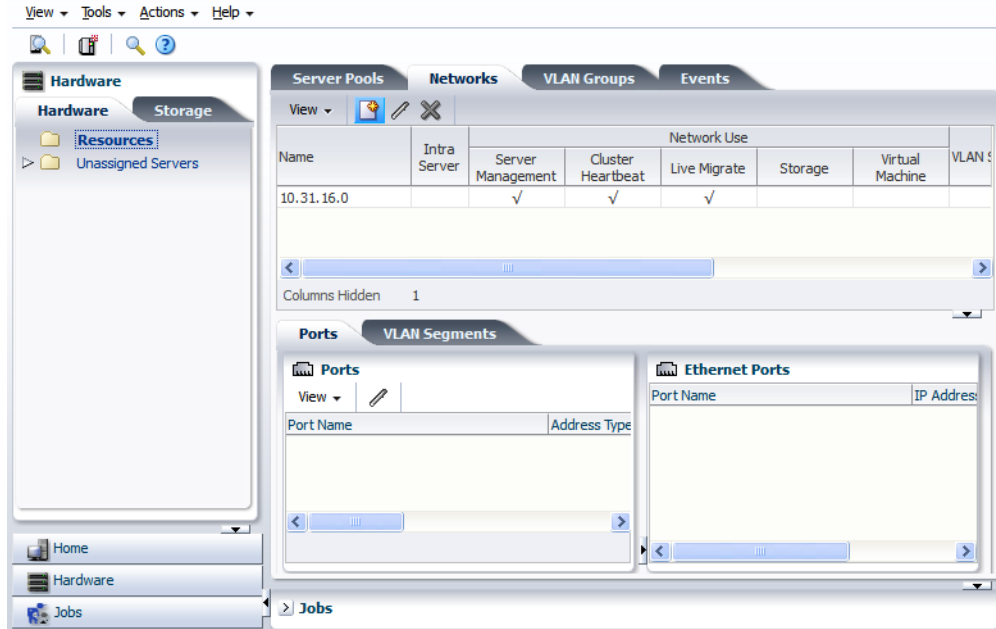 View Tools Actions Help
Hardware
Hardware Storage
Resources
Unassigned Servers
Home
Hardware
Jobs
Server Pools Networks VLAN Groups Events
View
Network Use
Name Intra Server Server Management Cluster Heartbeat Live Migrate Storage Virtual Machine VLAN S
10.31.16.0 √ √ √
Columns Hidden 1
Ports VLAN Segments
Ports
View
Port Name Address Type
Ethernet Ports
Port Name IP Address
Jobs